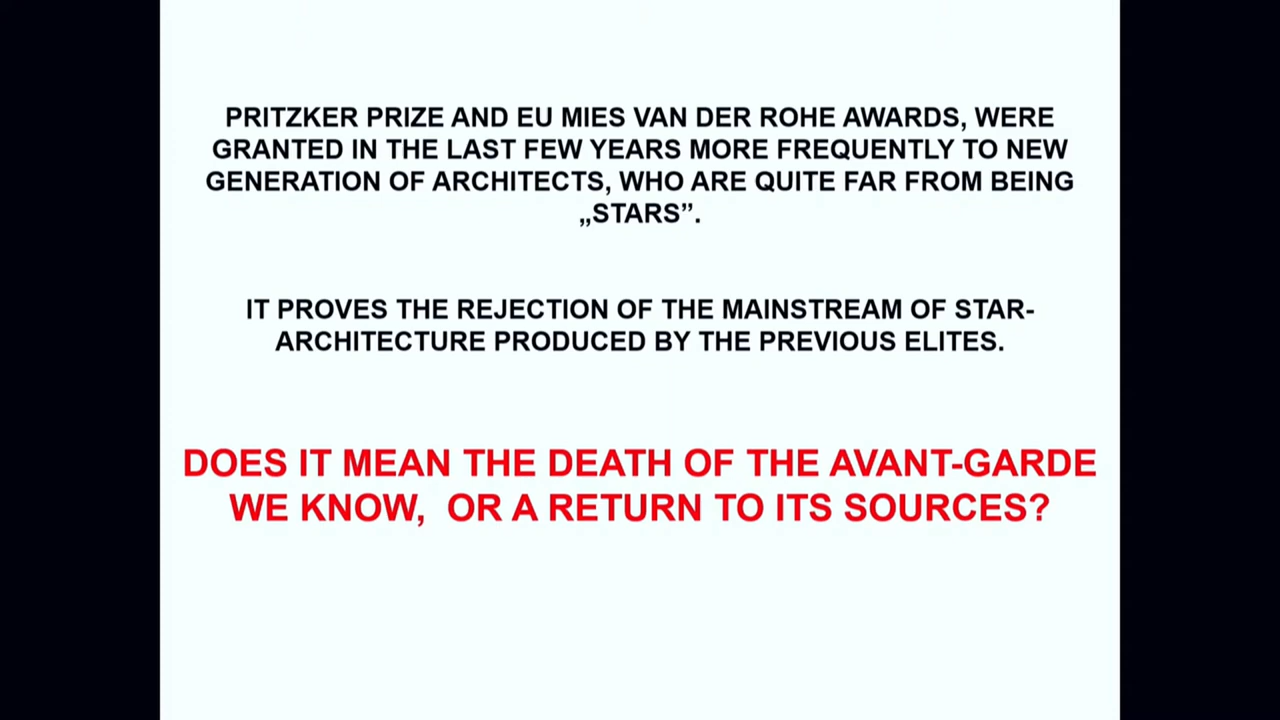 PRITZKER PRIZE AND EU MIES VAN DER ROHE AWARDS, WERE
GRANTED IN THE LAST FEW YEARS MORE FREQUENTLY TO NEW
GENERATION OF ARCHITECTS, WHO ARE QUITE FAR FROM BEING
„STARS”.
IT PROVES THE REJECTION OF THE MAINSTREAM OF STAR-
ARCHITECTURE PRODUCED BY THE PREVIOUS ELITES.
DOES IT MEAN THE DEATH OF THE AVANT-GARDE
WE KNOW,  OR A RETURN TO ITS SOURCES?